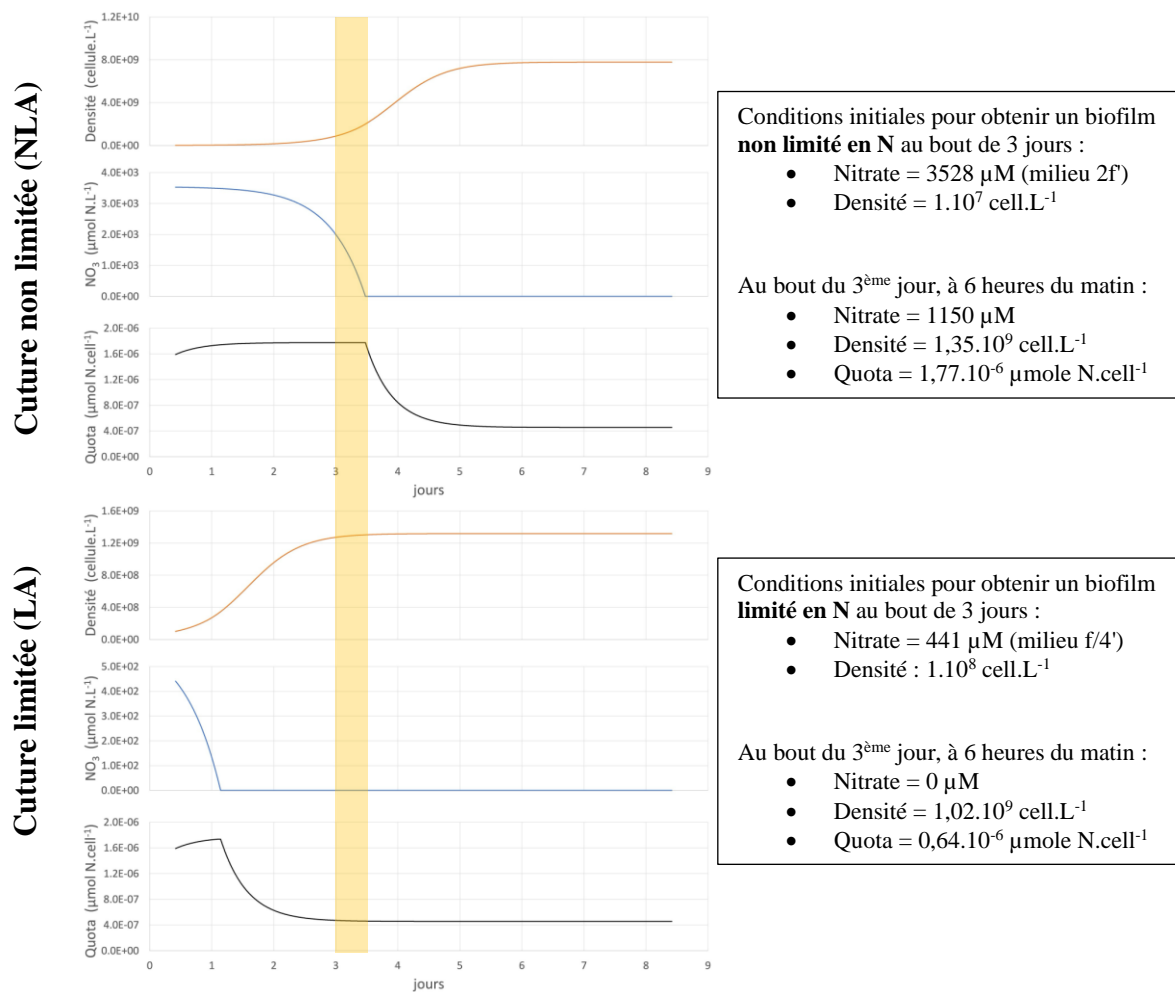 Cuture non limitée (NLA)
Densité (cellule.L-1)
1.2E+10
8.0E+09
4.0E+09
0.0E+00
NO3 (µmol N.L-1)
4.0E+03
3.0E+03
2.0E+03
1.0E+03
0.0E+00
Quota (µmol N.cell-1)
2.0E-06
1.6E-06
1.2E-06
8.0E-07
4.0E-07
0.0E+00
0 1 2 3 4 5 6 7 8 9
jours
Conditions initiales pour obtenir un biofilm
non limité en N au bout de 3 jours :
• Nitrate = 3528 µM (milieu 2f')
• Densité = 1.10⁷ cell.L-1
Au bout du 3ème jour, à 6 heures du matin :
• Nitrate = 1150 µM
• Densité = 1,35.10⁹ cell.L-1
• Quota = 1,77.10-6 µmole N.cell-1
Cuture limitée (LA)
Densité (cellule.L-1)
1.6E+09
1.2E+09
8.0E+08
4.0E+08
0.0E+00
NO3 (µmol N.L-1)
5.0E+02
4.0E+02
3.0E+02
2.0E+02
1.0E+02
0.0E+00
Quota (µmol N.cell-1)
2.0E-06
1.6E-06
1.2E-06
8.0E-07
4.0E-07
0.0E+00
0 1 2 3 4 5 6 7 8 9
jours
Conditions initiales pour obtenir un biofilm
limité en N au bout de 3 jours :
• Nitrate = 441 µM (milieu f/4')
• Densité : 1.10⁸ cell.L-1
Au bout du 3ème jour, à 6 heures du matin :
• Nitrate = 0 µM
• Densité = 1,02.10⁹ cell.L-1
• Quota = 0,64.10-6 µmole N.cell-1